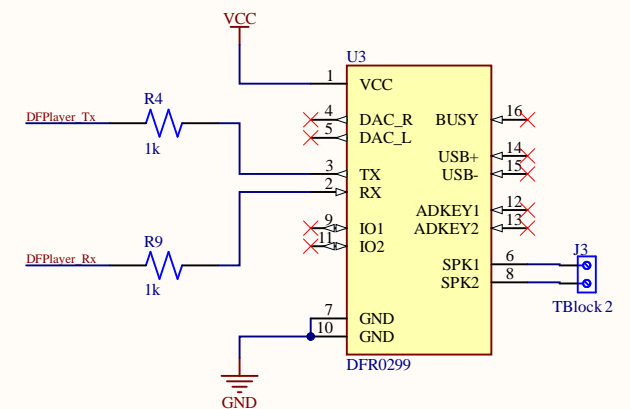 VCC
U3
1 VCC
R4
DFPlayer_Tx
1k
4 DAC_R
5 DAC_L
BUSY 16
USB+ 14
USB- 15
3 TX
2 RX
ADKEY1 12
ADKEY2 13
9 IO1
11 IO2
R9
DFPlayer_Rx
1k
SPK1 6
SPK2 8
J3
TBlock 2
7 GND
10 GND
DFR0299
GND